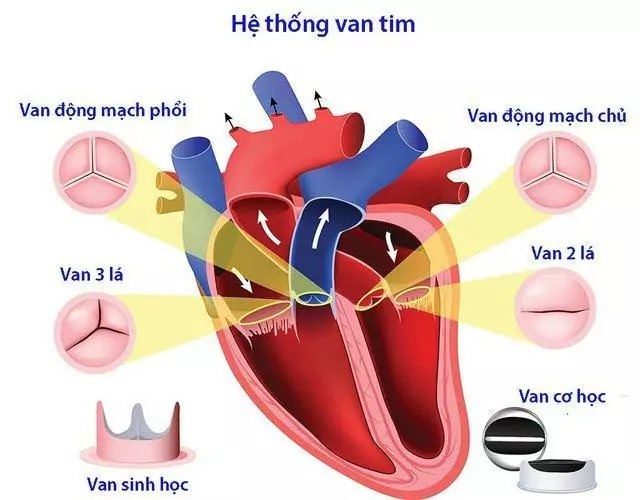 Hệ thống van tim
Van động mạch phổi
Van động mạch chủ
Van 3 lá
Van 2 lá
Van sinh học
Van cơ học